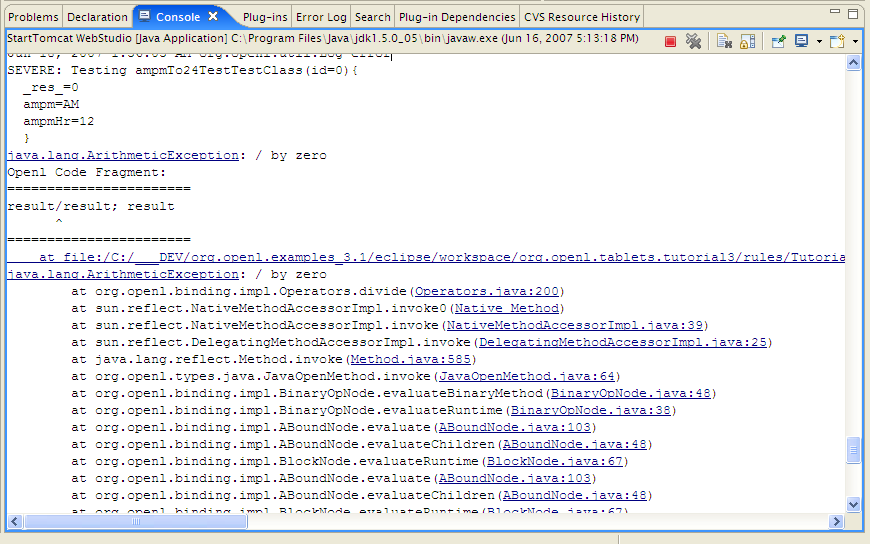 Problems Declaration Console Plug-ins Error Log Search Plug-in Dependencies CVS Resource History
StartTomcat WebStudio [Java Application] C:\Program Files\Java\jdk1.5.0_05\bin\javaw.exe (Jun 16, 2007 5:13:18 PM)
SEVERE: Testing ampmTo24TestTestClass(id=0){
_res_=0
ampm=AM
ampmHr=12
}
java.lang.ArithmeticException: / by zero
Openl Code Fragment:
=======================
result/result; result
^
=======================
at file:/C:/___DEV/org.openl.examples_3.1/eclipse/workspace/org.openl.tablets.tutorial3/rules/Tutoria
java.lang.ArithmeticException: / by zero
at org.openl.binding.impl.Operators.divide(Operators.java:200)
at sun.reflect.NativeMethodAccessorImpl.invoke0(Native Method)
at sun.reflect.NativeMethodAccessorImpl.invoke(NativeMethodAccessorImpl.java:39)
at sun.reflect.DelegatingMethodAccessorImpl.invoke(DelegatingMethodAccessorImpl.java:25)
at java.lang.reflect.Method.invoke(Method.java:585)
at org.openl.types.java.JavaOpenMethod.invoke(JavaOpenMethod.java:64)
at org.openl.binding.impl.BinaryOpNode.evaluateBinaryMethod(BinaryOpNode.java:48)
at org.openl.binding.impl.BinaryOpNode.evaluateRuntime(BinaryOpNode.java:38)
at org.openl.binding.impl.ABoundNode.evaluate(ABoundNode.java:103)
at org.openl.binding.impl.ABoundNode.evaluateChildren(ABoundNode.java:48)
at org.openl.binding.impl.BlockNode.evaluateRuntime(BlockNode.java:67)
at org.openl.binding.impl.ABoundNode.evaluate(ABoundNode.java:103)
at org.openl.binding.impl.ABoundNode.evaluateChildren(ABoundNode.java:48)
at org.openl.binding.impl.BlockNode.evaluateRuntime(BlockNode.java:67)